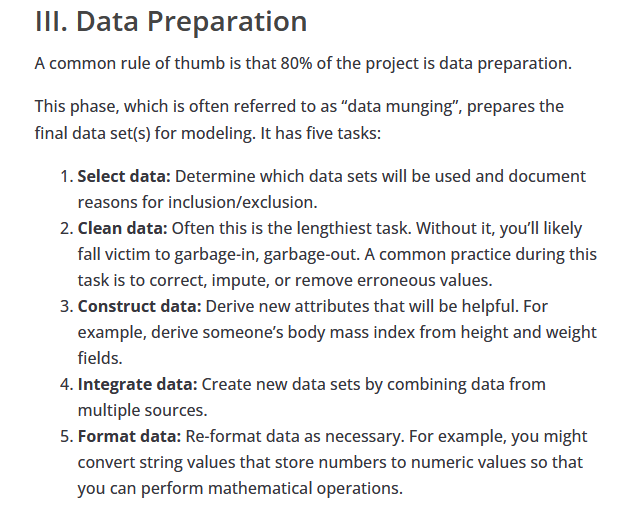 III. Data Preparation
A common rule of thumb is that 80% of the project is data preparation.
This phase, which is often referred to as “data munging”, prepares the
final data set(s) for modeling. It has five tasks:
1. Select data: Determine which data sets will be used and document
reasons for inclusion/exclusion.
2. Clean data: Often this is the lengthiest task. Without it, you’ll likely
fall victim to garbage-in, garbage-out. A common practice during this
task is to correct, impute, or remove erroneous values.
3. Construct data: Derive new attributes that will be helpful. For
example, derive someone’s body mass index from height and weight
fields.
4. Integrate data: Create new data sets by combining data from
multiple sources.
5. Format data: Re-format data as necessary. For example, you might
convert string values that store numbers to numeric values so that
you can perform mathematical operations.